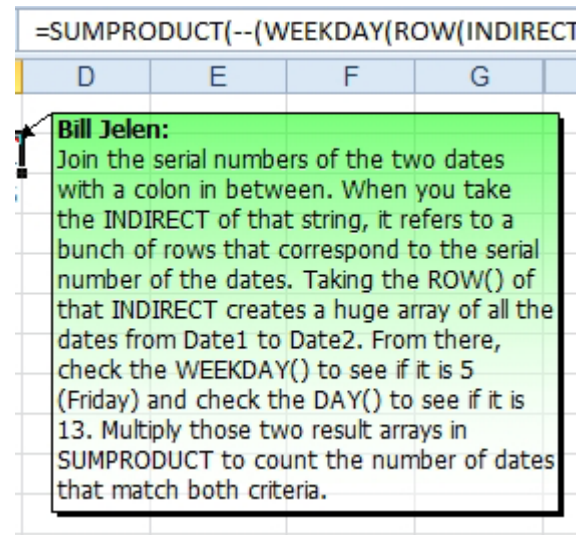 =SUMPRODUCT(--(WEEKDAY(ROW(INDIRECT
D E F G
Bill Jelen:
Join the serial numbers of the two dates
with a colon in between. When you take
the INDIRECT of that string, it refers to a
bunch of rows that correspond to the serial
number of the dates. Taking the ROW() of
that INDIRECT creates a huge array of all the
dates from Date1 to Date2. From there,
check the WEEKDAY() to see if it is 5
(Friday) and check the DAY() to see if it is
13. Multiply those two result arrays in
SUMPRODUCT to count the number of dates
that match both criteria.